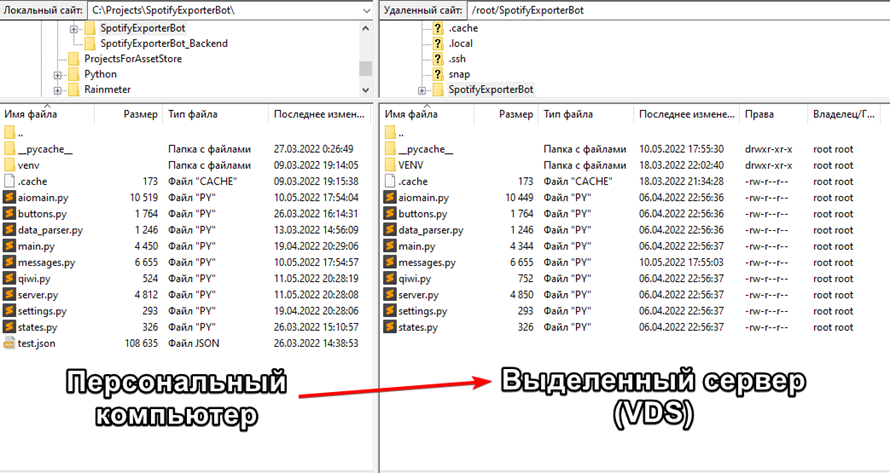 Локальный сайт: C:\Projects\SpotifyExporterBot\
SpotifyExporterBot
SpotifyExporterBot_Backend
ProjectsForAssetStore
Python
Rainmeter
Имя файла Размер Тип файла Последнее измен...
..
__pycache__ Папка с файлами 27.03.2022 0:26:49
venv Папка с файлами 09.03.2022 19:14:05
.cache 173 Файл "CACHE" 09.03.2022 19:15:38
aiomain.py 10 519 Файл "PY" 10.05.2022 17:54:04
buttons.py 1 764 Файл "PY" 26.03.2022 16:14:31
data_parser.py 1 246 Файл "PY" 13.03.2022 14:56:09
main.py 4 450 Файл "PY" 19.04.2022 20:29:06
messages.py 6 655 Файл "PY" 10.05.2022 17:54:57
qiwi.py 524 Файл "PY" 11.05.2022 20:28:19
server.py 4 812 Файл "PY" 11.05.2022 20:28:08
settings.py 293 Файл "PY" 19.04.2022 20:28:06
states.py 326 Файл "PY" 26.03.2022 15:10:57
test.json 108 635 Файл JSON 26.03.2022 14:38:53
Персональный
компьютер
Удаленный сайт: /root/SpotifyExporterBot
.cache
.local
.ssh
snap
SpotifyExporterBot
Имя файла Размер Тип файла Последнее измене... Права Владелец/Г...
..
__pycache__ Папка с файлами 10.05.2022 17:55:30 drwxr-xr-x root root
VENV Папка с файлами 18.03.2022 22:02:40 drwxr-xr-x root root
.cache 173 Файл "CACHE" 18.03.2022 21:34:28 -rw-r--r-- root root
aiomain.py 10 449 Файл "PY" 06.04.2022 22:56:36 -rw-r--r-- root root
buttons.py 1 764 Файл "PY" 06.04.2022 22:56:36 -rw-r--r-- root root
data_parser.py 1 246 Файл "PY" 06.04.2022 22:56:36 -rw-r--r-- root root
main.py 4 344 Файл "PY" 06.04.2022 22:56:37 -rw-r--r-- root root
messages.py 6 655 Файл "PY" 10.05.2022 17:55:03 -rw-r--r-- root root
qiwi.py 752 Файл "PY" 06.04.2022 22:56:37 -rw-r--r-- root root
server.py 4 850 Файл "PY" 06.04.2022 22:56:37 -rw-r--r-- root root
settings.py 293 Файл "PY" 06.04.2022 22:56:37 -rw-r--r-- root root
states.py 326 Файл "PY" 06.04.2022 22:56:37 -rw-r--r-- root root
Выделенный сервер
(VDS)